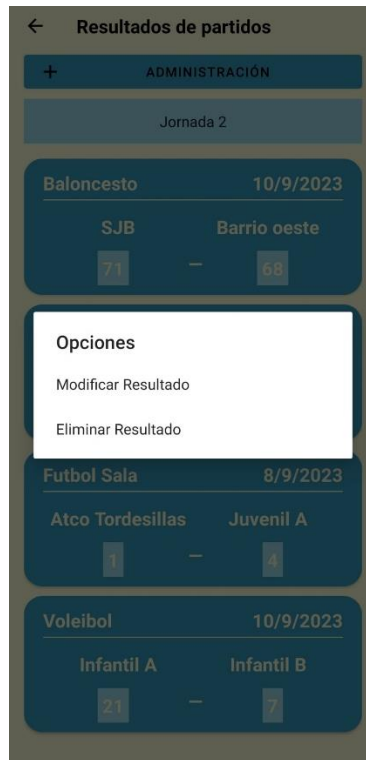 Resultados de partidos
+ ADMINISTRACIÓN
Jornada 2
Baloncesto 10/9/2023
SJB Barrio oeste
71 – 68
Opciones
Modificar Resultado
Eliminar Resultado
Futbol Sala 8/9/2023
Atco Tordesillas Juvenil A
1 – 4
Voleibol 10/9/2023
Infantil A Infantil B
21 – 7